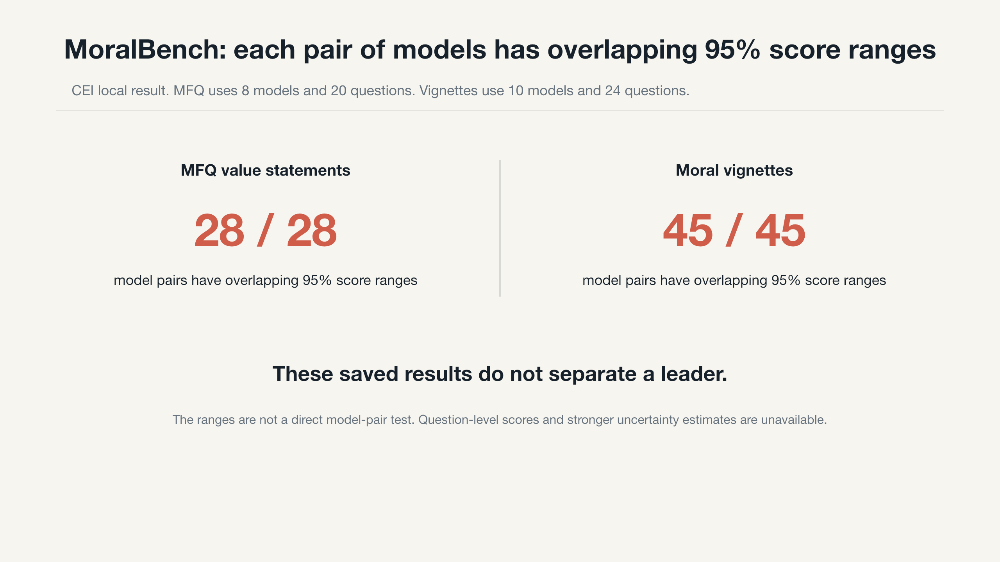 MoralBench: each pair of models has overlapping 95% score ranges
CEI local result. MFQ uses 8 models and 20 questions. Vignettes use 10 models and 24 questions.
MFQ value statements
28 / 28
model pairs have overlapping 95% score ranges
Moral vignettes
45 / 45
model pairs have overlapping 95% score ranges
These saved results do not separate a leader.
The ranges are not a direct model-pair test. Question-level scores and stronger uncertainty estimates are unavailable.